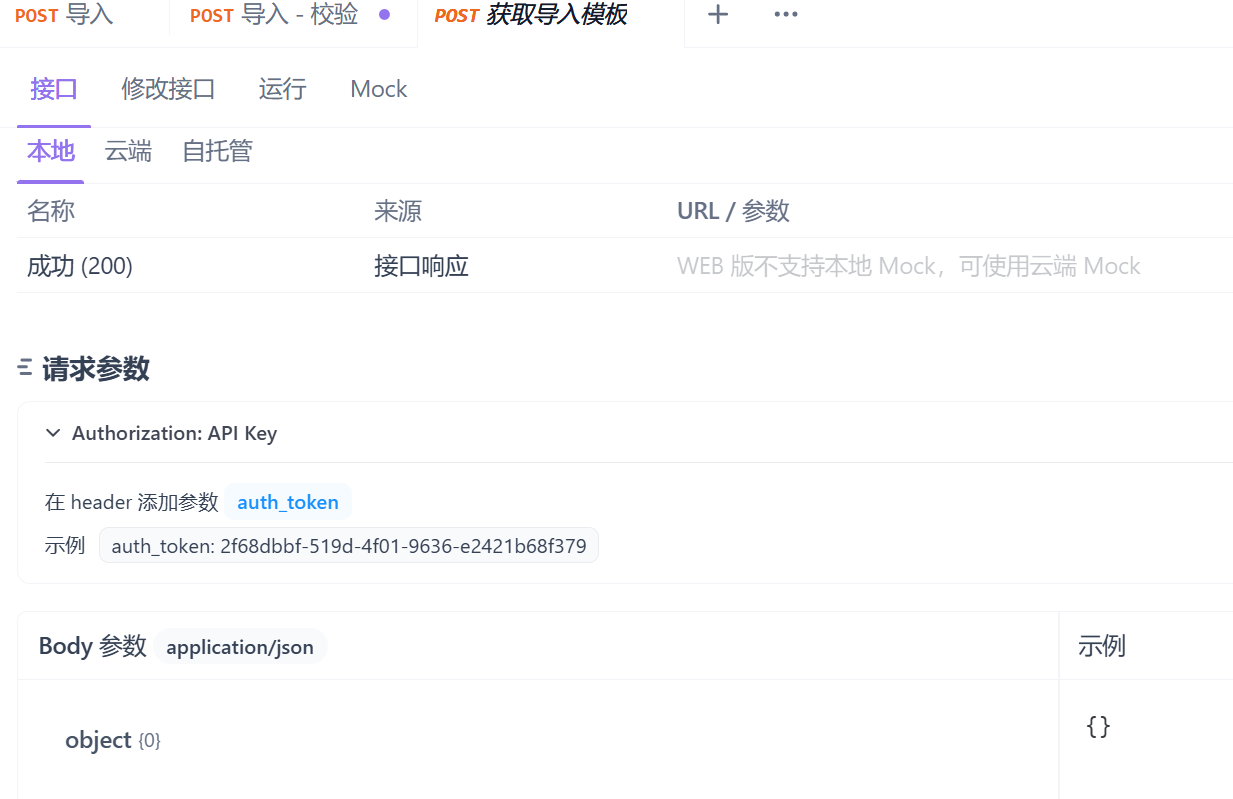 POST 导入 POST 导入 - 校验 POST 获取导入模板
接口 修改接口 运行 Mock
本地 云端 自托管
名称 来源 URL / 参数
成功 (200) 接口响应 WEB 版不支持本地 Mock，可使用云端 Mock
请求参数
Authorization: API Key
在 header 添加参数 auth_token
示例 auth_token: 2f68dbbf-519d-4f01-9636-e2421b68f379
Body 参数 application/json 示例
object {0} {}